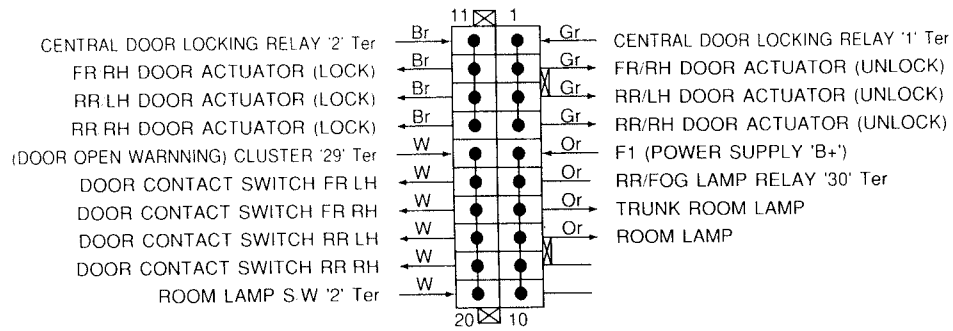 11 1
CENTRAL DOOR LOCKING RELAY '2' Ter Br Gr CENTRAL DOOR LOCKING RELAY '1' Ter
FR RH DOOR ACTUATOR (LOCK) Br Gr FR/RH DOOR ACTUATOR (UNLOCK)
RR LH DOOR ACTUATOR (LOCK) Br Gr RR/LH DOOR ACTUATOR (UNLOCK)
RR RH DOOR ACTUATOR (LOCK) Br Gr RR/RH DOOR ACTUATOR (UNLOCK)
(DOOR OPEN WARNNING) CLUSTER '29' Ter W Or F1 (POWER SUPPLY 'B+')
DOOR CONTACT SWITCH FR LH W Or RR/FOG LAMP RELAY '30' Ter
DOOR CONTACT SWITCH FR RH W Or TRUNK ROOM LAMP
DOOR CONTACT SWITCH RR LH W Or ROOM LAMP
DOOR CONTACT SWITCH RR RH W
ROOM LAMP S.W '2' Ter W
20 10